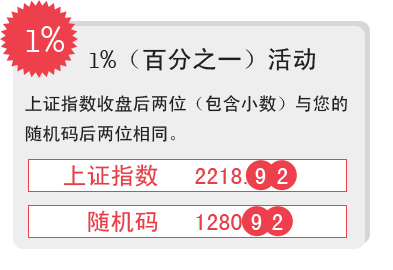 1%
1%（百分之一）活动
上证指数收盘后两位（包含小数）与您的
随机码后两位相同。
上证指数 2218.92
随机码 128092